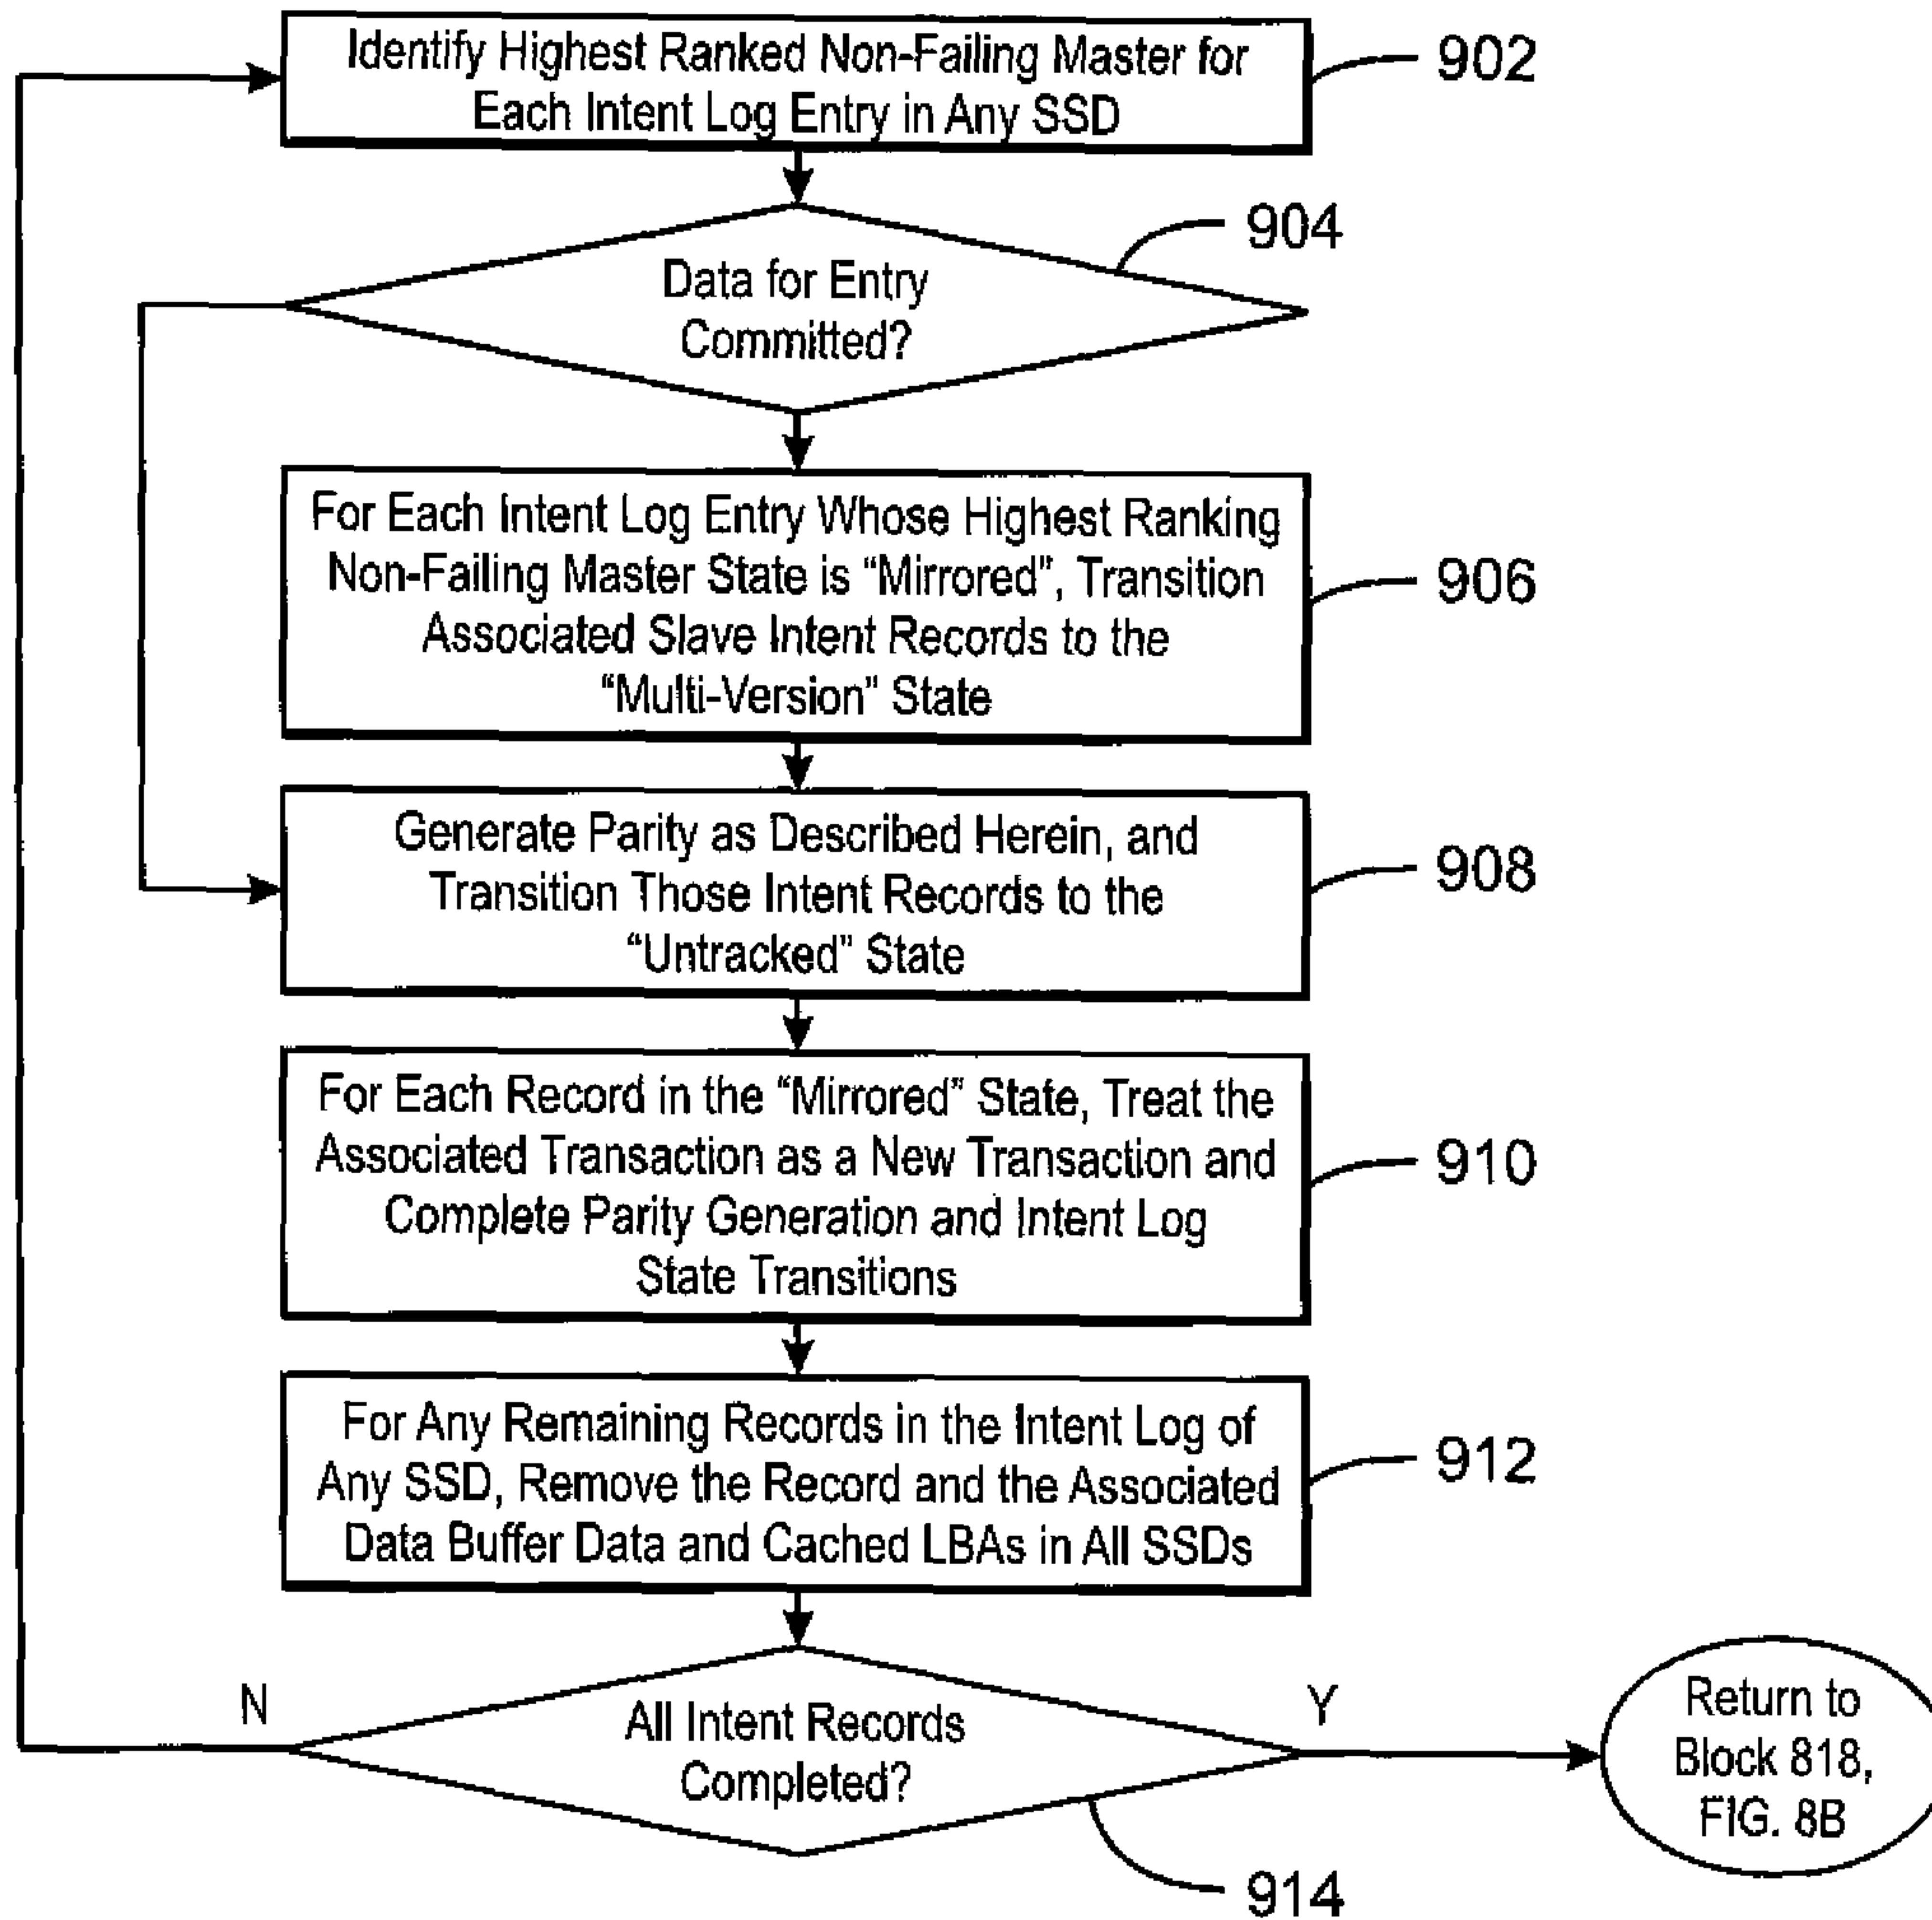 Identify Highest Ranked Non-Failing Master for
Each Intent Log Entry in Any SSD
902
904
Data for Entry
Committed?
For Each Intent Log Entry Whose Highest Ranking
Non-Failing Master State is “Mirrored”, Transition
Associated Slave Intent Records to the
“Multi-Version” State
906
Generate Parity as Described Herein, and
Transition Those Intent Records to the
“Untracked” State
908
For Each Record in the “Mirrored” State, Treat the
Associated Transaction as a New Transaction and
Complete Parity Generation and Intent Log
State Transitions
910
For Any Remaining Records in the Intent Log of
Any SSD, Remove the Record and the Associated
Data Buffer Data and Cached LBAs in All SSDs
912
N
All Intent Records
Completed?
Y
914
Return to
Block 818,
FIG. 8B